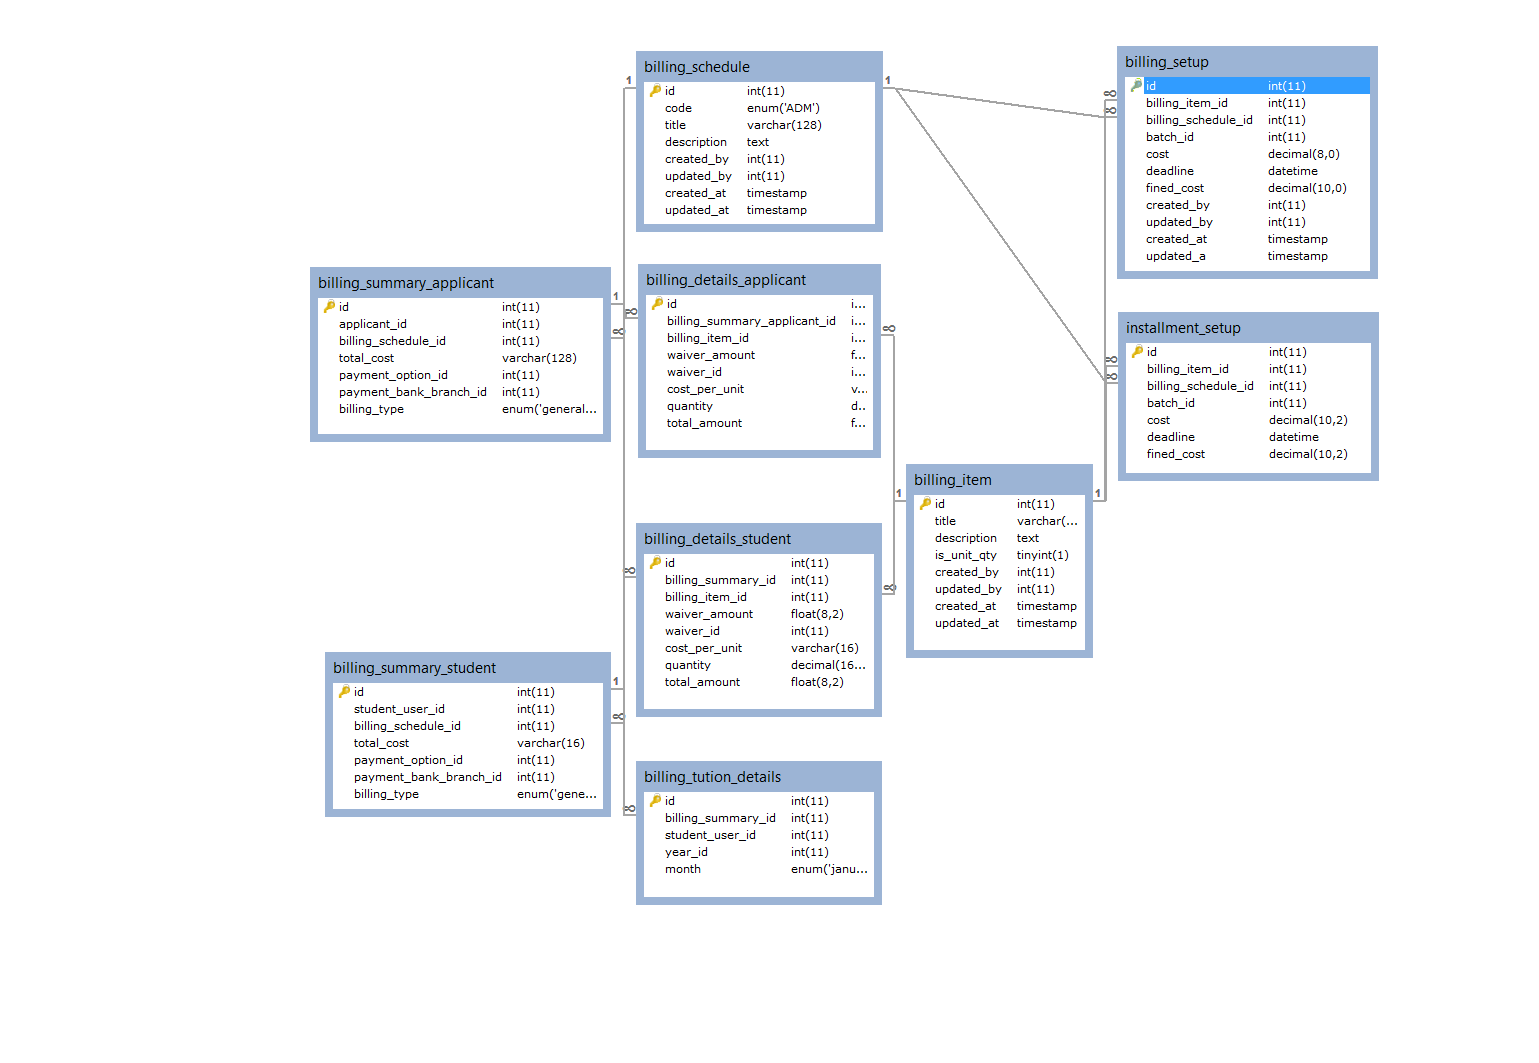 billing_schedule
id int(11)
code enum('ADM')
title varchar(128)
description text
created_by int(11)
updated_by int(11)
created_at timestamp
updated_at timestamp
billing_setup
id int(11)
billing_item_id int(11)
billing_schedule_id int(11)
batch_id int(11)
cost decimal(8,0)
deadline datetime
fined_cost decimal(10,0)
created_by int(11)
updated_by int(11)
created_at timestamp
updated_a timestamp
billing_summary_applicant
id int(11)
applicant_id int(11)
billing_schedule_id int(11)
total_cost varchar(128)
payment_option_id int(11)
payment_bank_branch_id int(11)
billing_type enum('general...
billing_details_applicant
id i...
billing_summary_applicant_id i...
billing_item_id i...
waiver_amount f...
waiver_id i...
cost_per_unit v...
quantity d..
total_amount f...
installment_setup
id int(11)
billing_item_id int(11)
billing_schedule_id int(11)
batch_id int(11)
cost decimal(10,2)
deadline datetime
fined_cost decimal(10,2)
billing_item
id int(11)
title varchar(...
description text
is_unit_qty tinyint(1)
created_by int(11)
updated_by int(11)
created_at timestamp
updated_at timestamp
billing_details_student
id int(11)
billing_summary_id int(11)
billing_item_id int(11)
waiver_amount float(8,2)
waiver_id int(11)
cost_per_unit varchar(16)
quantity decimal(16...
total_amount float(8,2)
billing_summary_student
id int(11)
student_user_id int(11)
billing_schedule_id int(11)
total_cost varchar(16)
payment_option_id int(11)
payment_bank_branch_id int(11)
billing_type enum('gene...
billing_tution_details
id int(11)
billing_summary_id int(11)
student_user_id int(11)
year_id int(11)
month enum('janu...
1
1
1
1
1
1